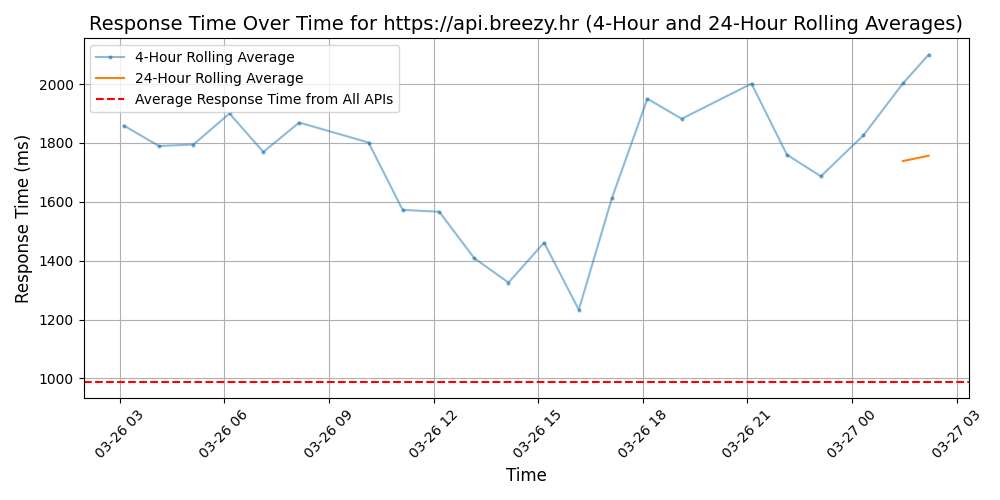 Response Time Over Time for https://api.breezy.hr (4-Hour and 24-Hour Rolling Averages)
4-Hour Rolling Average
24-Hour Rolling Average
Average Response Time from All APIs
Response Time (ms)
2000
1800
1600
1400
1200
1000
03-26 03
03-26 06
03-26 09
03-26 12
03-26 15
03-26 18
03-26 21
03-27 00
03-27 03
Time